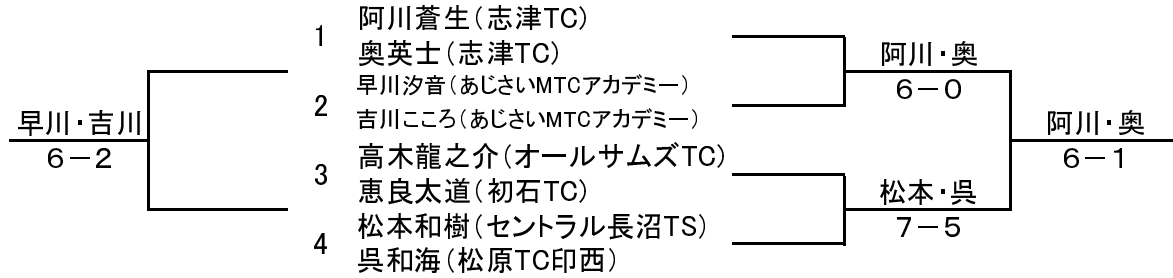 早川・吉川
6－2
1
阿川蒼生（志津TC）
奥英士（志津TC）
2
早川汐音（あじさいMTCアカデミー）
吉川こころ（あじさいMTCアカデミー）
3
高木龍之介（オールサムズTC）
恵良太道（初石TC）
4
松本和樹（セントラル長沼TS）
呉和海（松原TC印西）
阿川・奥
6－0
松本・呉
7－5
阿川・奥
6－1